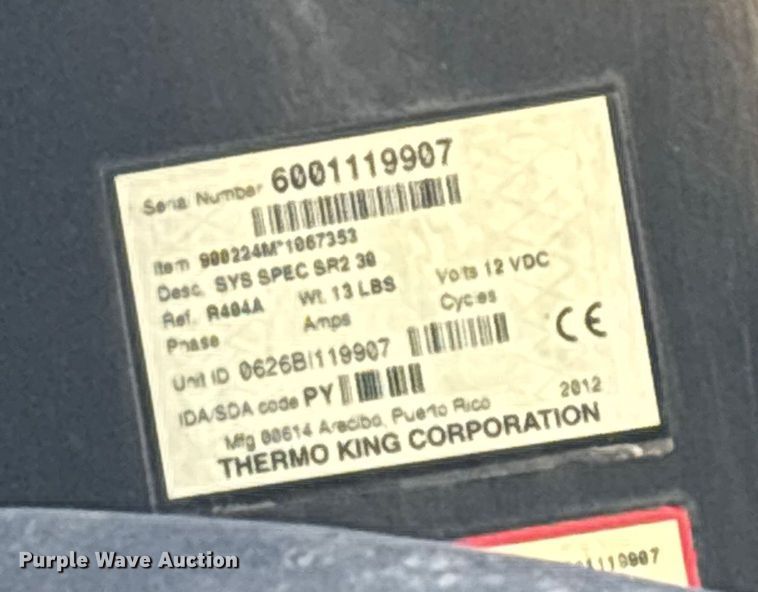 Serial Number 6001119907
Item 900224M*1067353
Desc. SYS SPEC SR2 30
Ref. R404A Wt. 13 LBS Volts 12 VDC
Phase Amps Cycles
Unit ID 0626BI119907
CE
IDA/SDA code PY
2012
Mfg 00614 Arecibo, Puerto Rico
THERMO KING CORPORATION
1119907
Purple Wave Auction